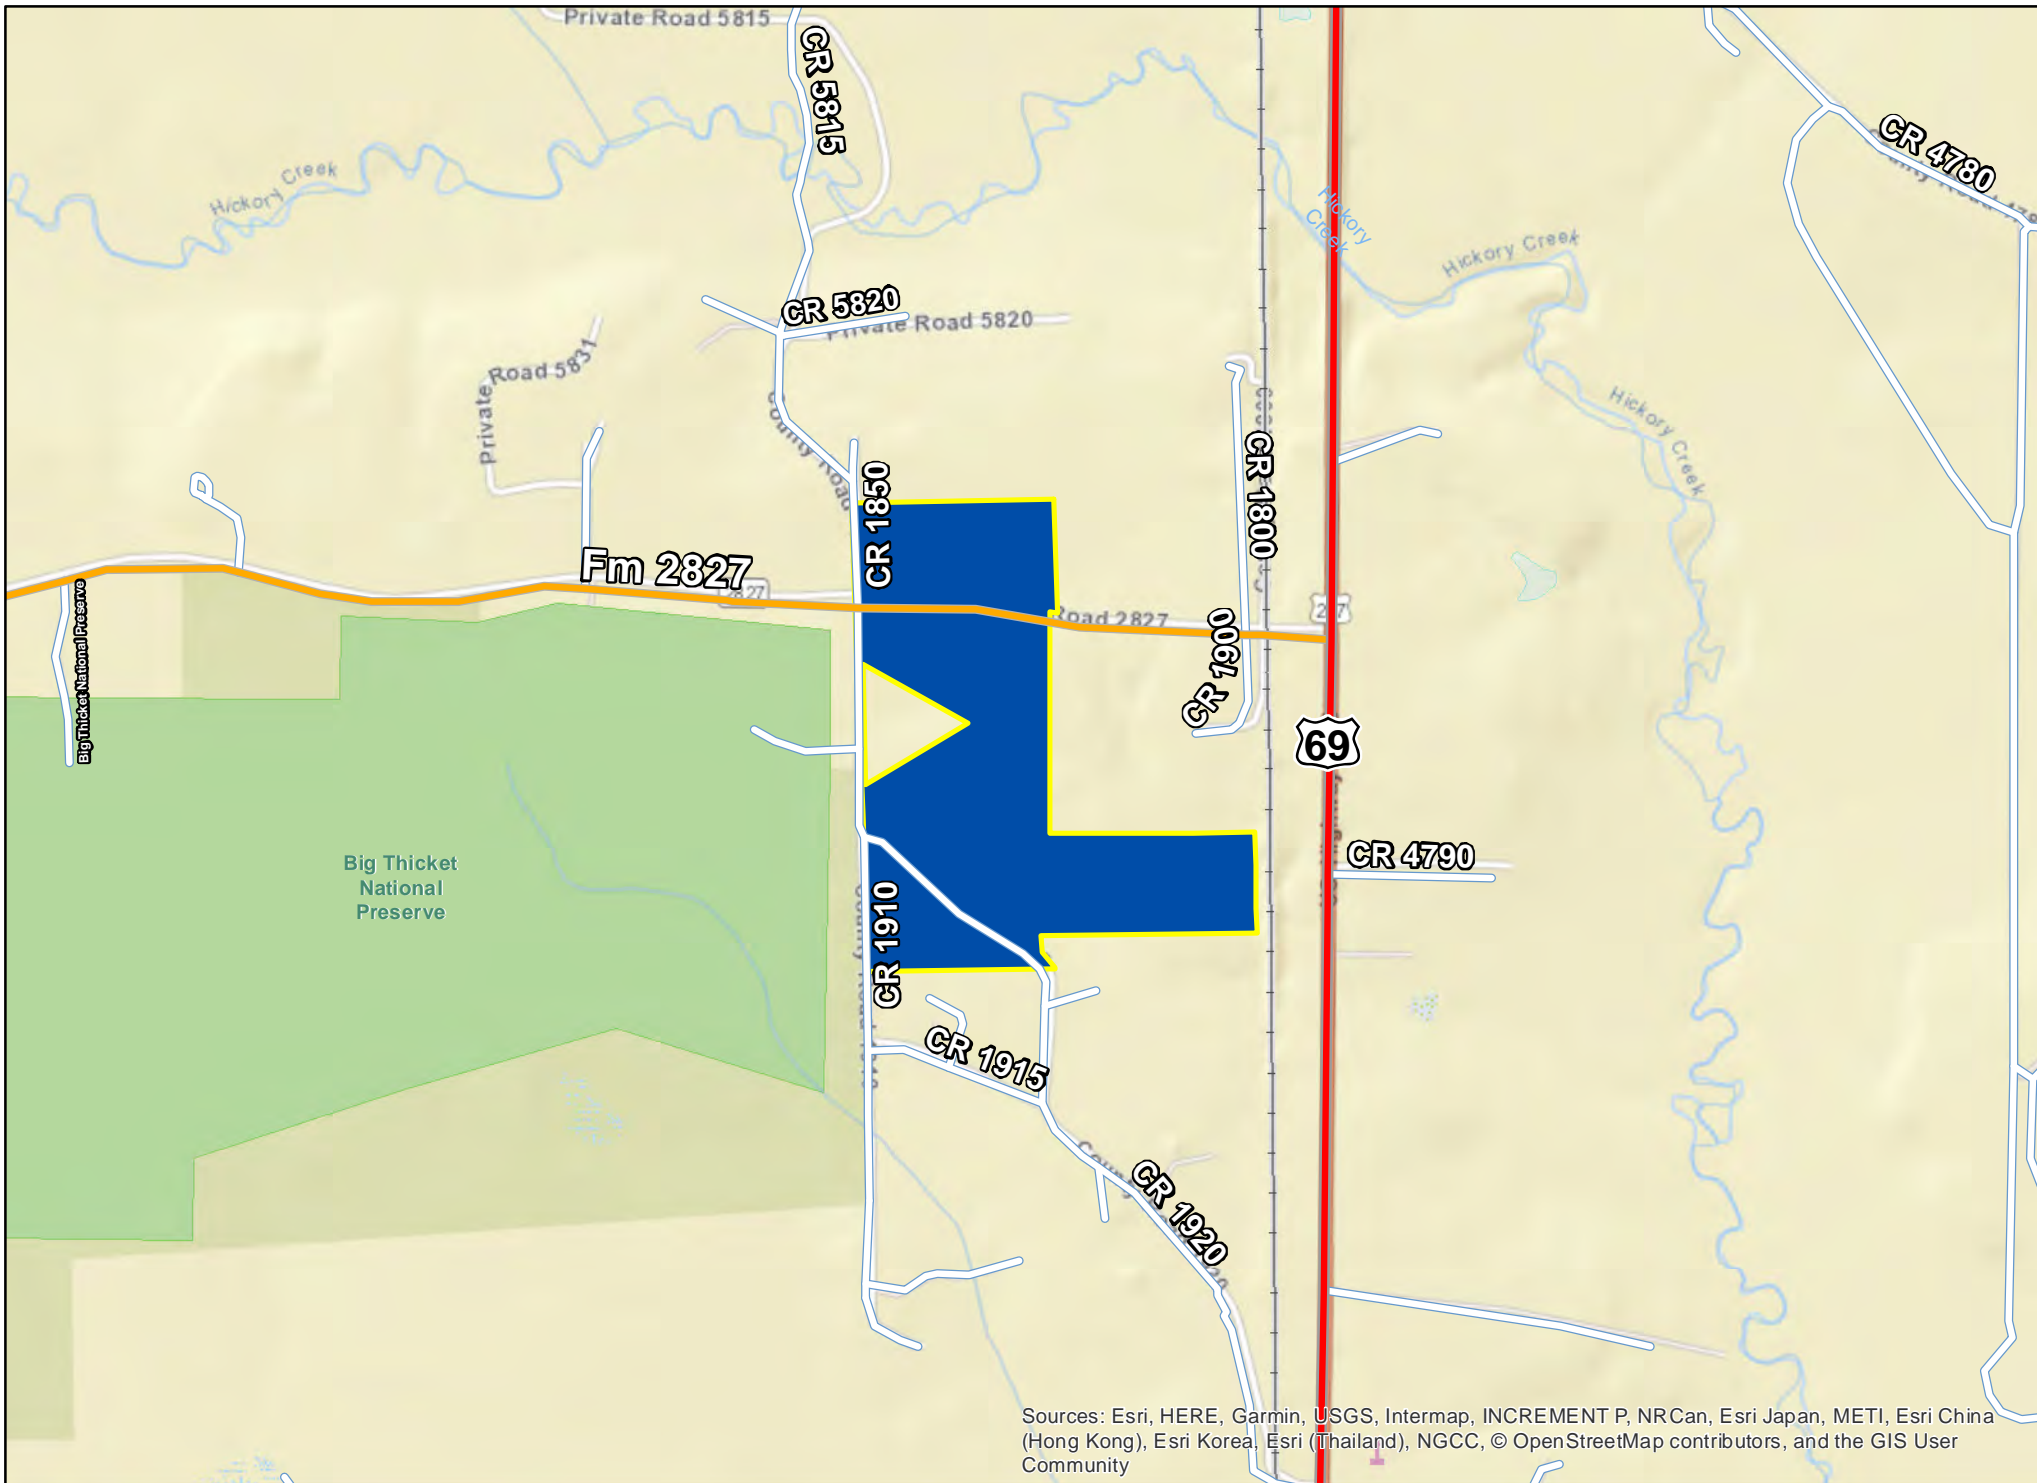 Private Road 5815
CR 5815
CR 4780
Hickory Creek
Hickory
Creek
Hickory Creek
CR 5820
Private Road 5820
Private Road 5831
Hickory Creek
County Road
CR 1850
CR 1800
Fm 2827
2827
Road 2827
CR 1900
Big Thicket National Preserve
69
CR 4790
Big Thicket
National
Preserve
CR 1910
CR 1915
CR 1920
Sources: Esri, HERE, Garmin, USGS, Intermap, INCREMENT P, NRCan, Esri Japan, METI, Esri China
(Hong Kong), Esri Korea, Esri (Thailand), NGCC, © OpenStreetMap contributors, and the GIS User
Community